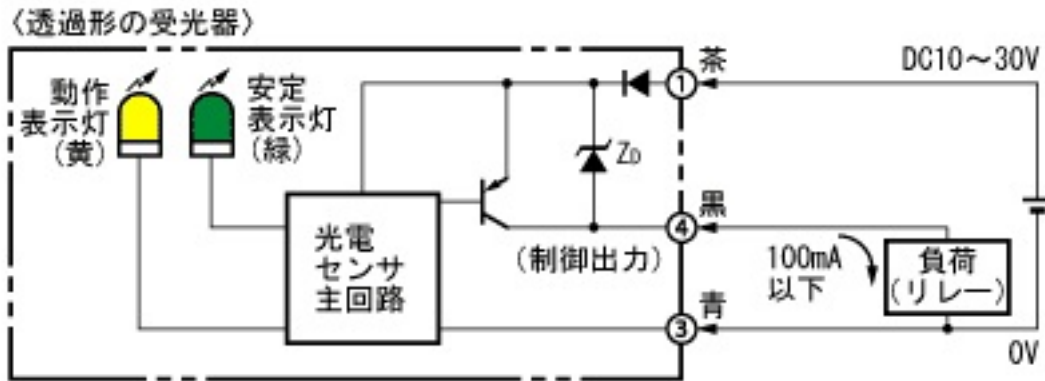 〈透過形の受光器〉
動作
表示灯
(黄)
安定
表示灯
(緑)
光電
センサ
主回路
ZD
(制御出力)
①
茶
④
黒
③
青
DC10～30V
100mA
以下
負荷
(リレー)
0V